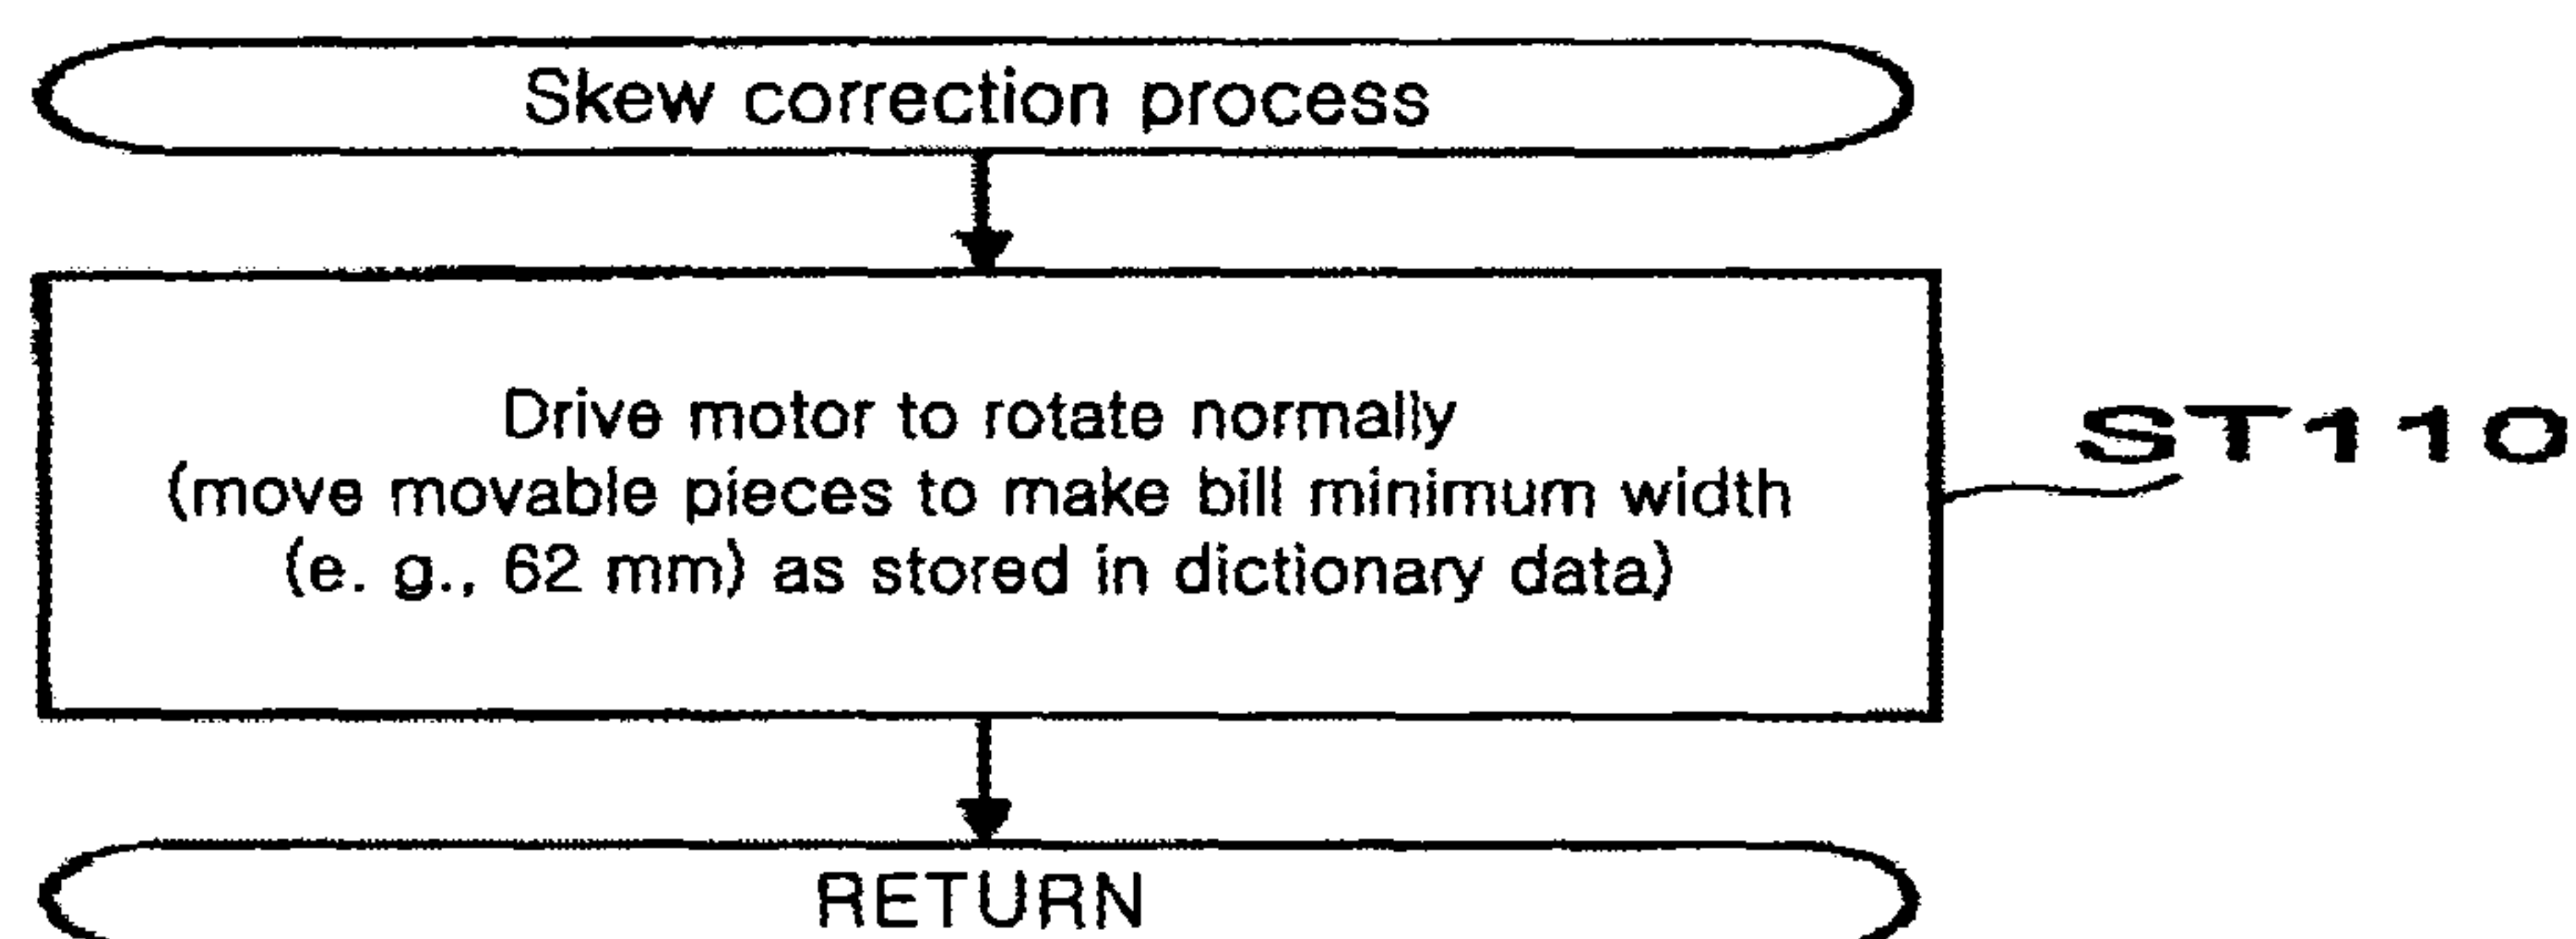 Skew correction process
Drive motor to rotate normally
(move movable pieces to make bill minimum width
(e. g., 62 mm) as stored in dictionary data)
ST110
RETURN